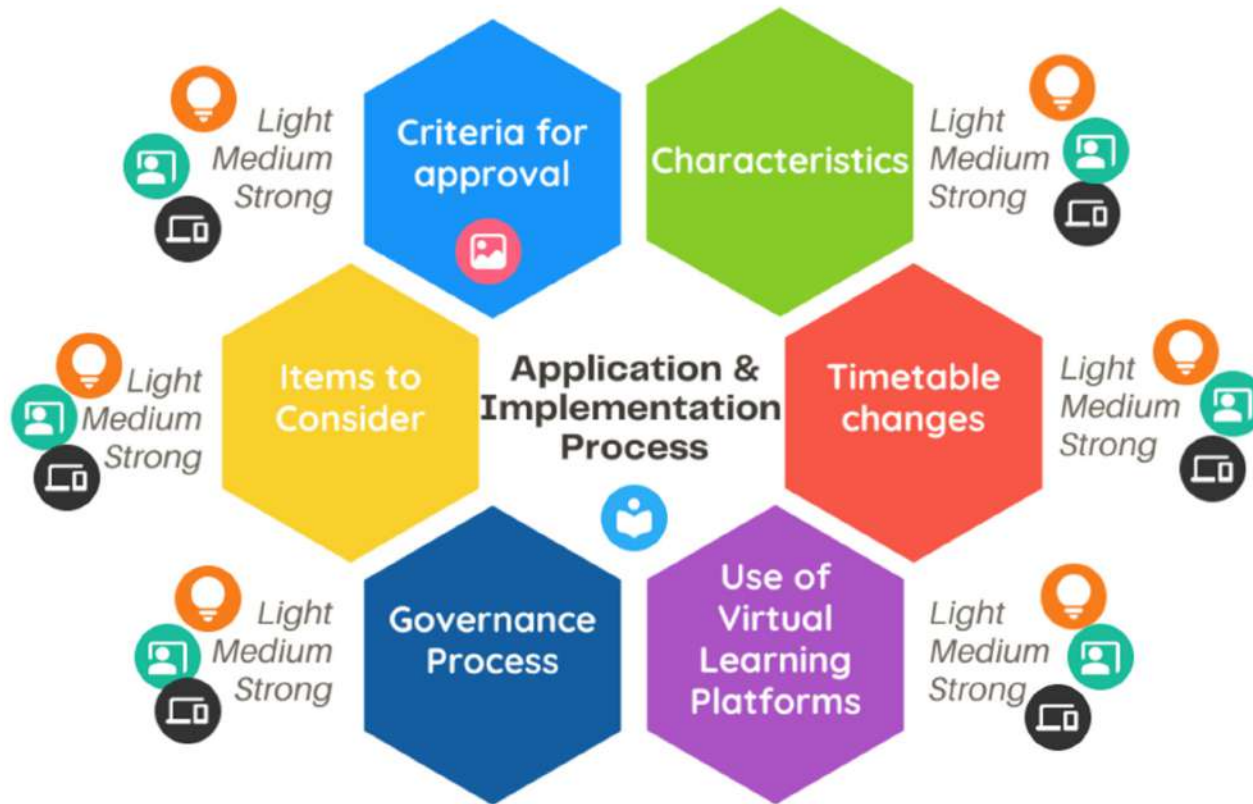 Light
Medium
Strong
Criteria for
approval
Characteristics
Light
Medium
Strong
Light
Medium
Strong
Items to
Consider
Application &
Implementation
Process
Timetable
changes
Light
Medium
Strong
Light
Medium
Strong
Governance
Process
Use of
Virtual
Learning
Platforms
Light
Medium
Strong